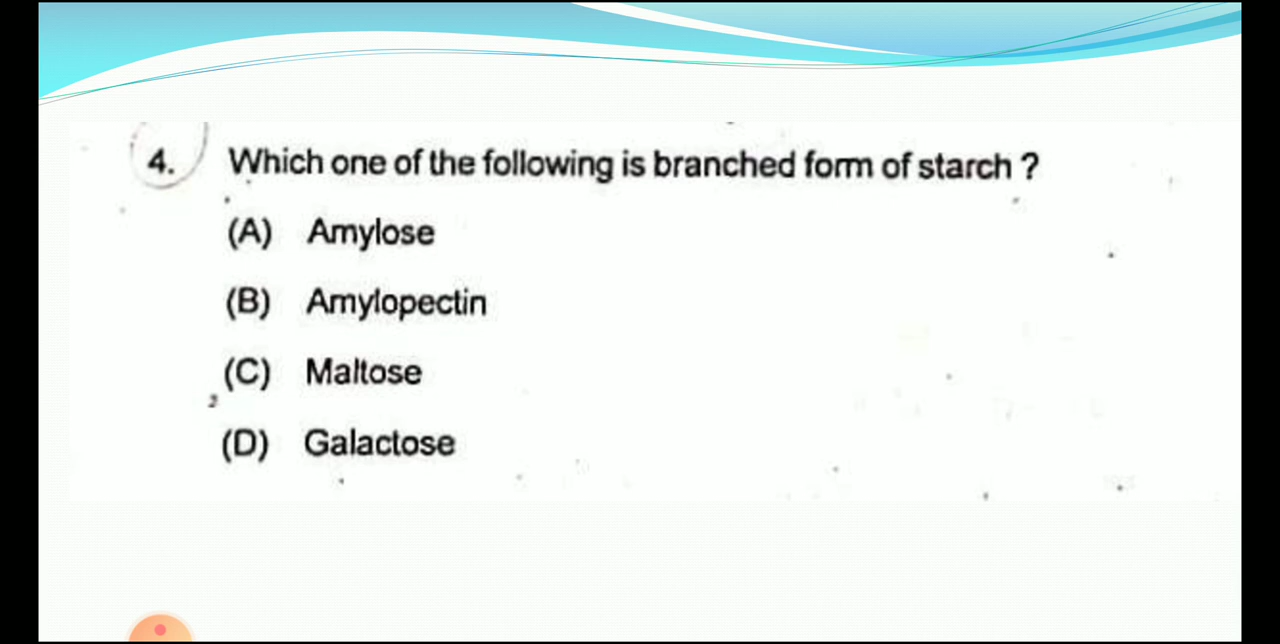 4. Which one of the following is branched form of starch ?
(A) Amylose
(B) Amylopectin
(C) Maltose
(D) Galactose